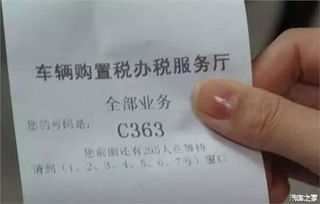 车辆购置税办税服务厅
全部业务
您的号码是:
C363
您前面还有295人在等待
请到(1、2、3、4、5、6、7号)窗口
汽车之家